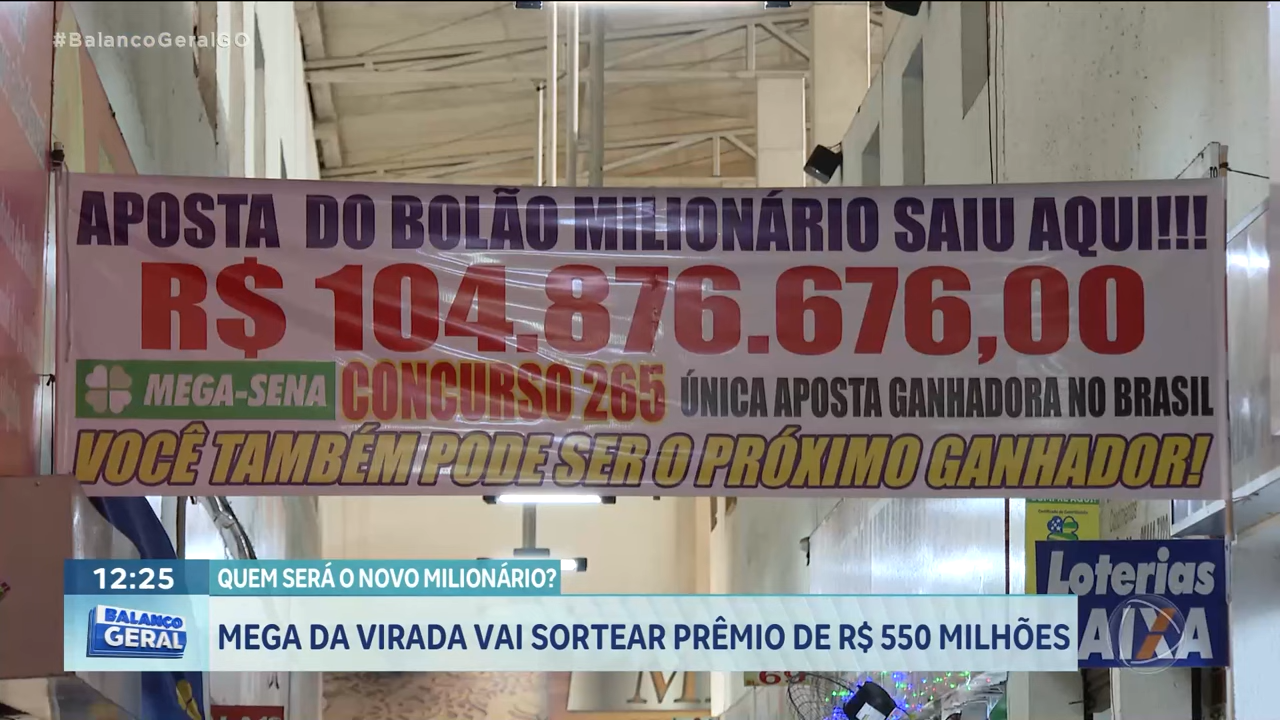 #BalancoGeralGO
APOSTA DO BOLÃO MILIONÁRIO SAIU AQUI!!!
R$ 104.876.676,00
MEGA-SENA CONCURSO 265 ÚNICA APOSTA GANHADORA NO BRASIL
VOCÊ TAMBÉM PODE SER O PRÓXIMO GANHADOR!
Loterias
AIXA
12:25 QUEM SERÁ O NOVO MILIONÁRIO?
BALANÇO GERAL
MEGA DA VIRADA VAI SORTEAR PRÊMIO DE R$ 550 MILHÕES
M
69